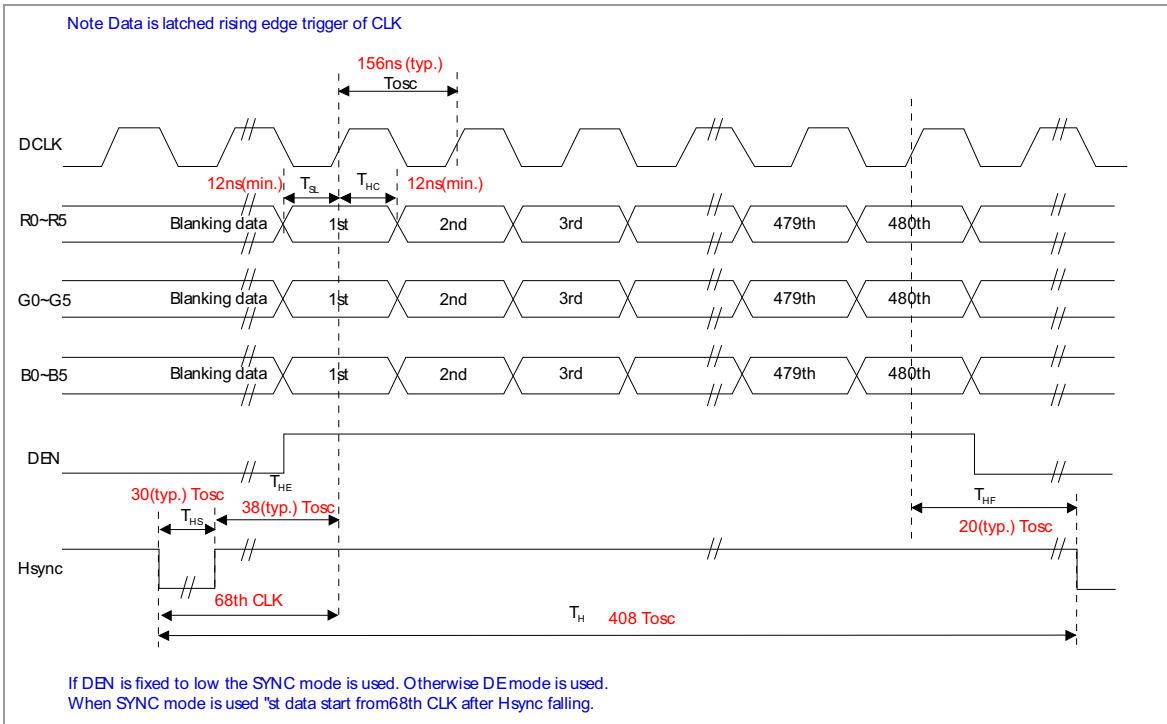 Note Data is latched rising edge trigger of CLK
156ns (typ.)
Tosc
DCLK
12ns(min.)
TSL
THC
12ns(min.)
R0~R5
Blanking data
1st
2nd
3rd
479th
480th
G0~G5
Blanking data
1st
2nd
3rd
479th
480th
B0~B5
Blanking data
1st
2nd
3rd
479th
480th
DEN
THE
30(typ.) Tosc
38(typ.) Tosc
THS
THF
20(typ.) Tosc
Hsync
68th CLK
TH
408 Tosc
If DEN is fixed to low the SYNC mode is used. Otherwise DE mode is used.
When SYNC mode is used "st data start from68th CLK after Hsync falling.